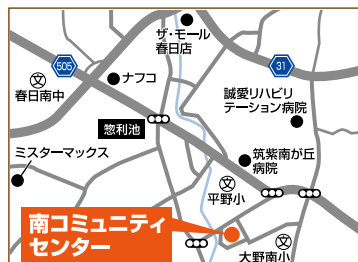 ザ・モール
春日店
505
31
文
春日南中
ナフコ
誠愛リハビリ
テーション病院
惣利池
ミスターマックス
筑紫南が丘
病院
文
平野小
南コミュニティ
センター
文
大野南小